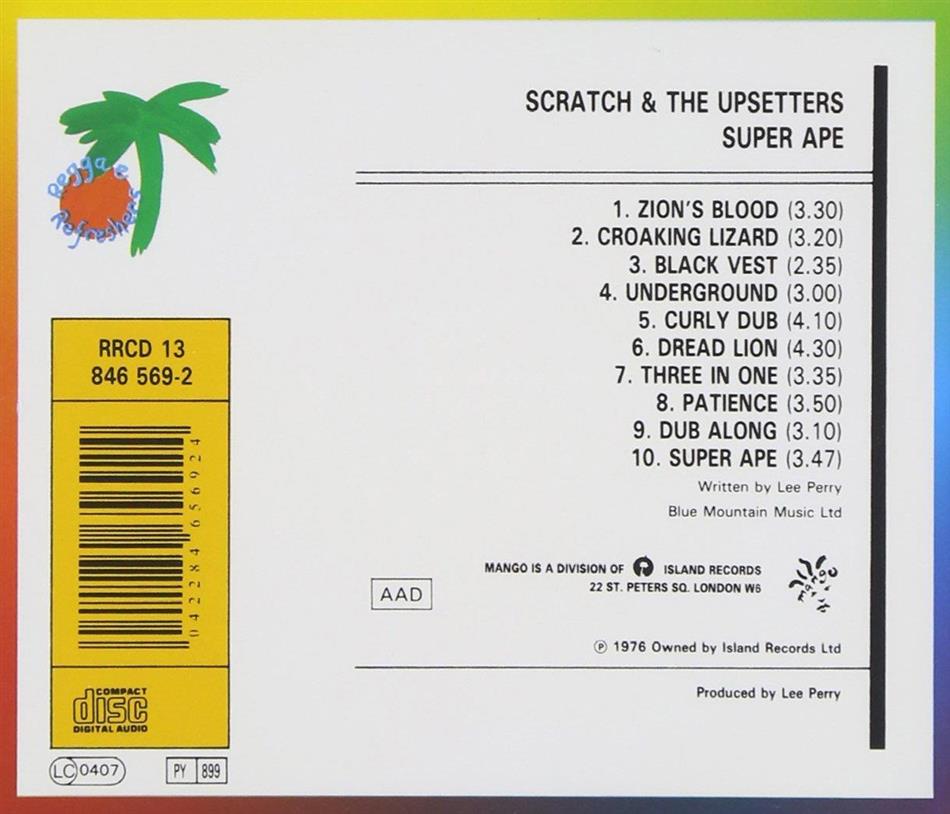 Reggae
Refreshers
SCRATCH & THE UPSETTERS
SUPER APE
1. ZION'S BLOOD (3.30)
2. CROAKING LIZARD (3.20)
3. BLACK VEST (2.35)
4. UNDERGROUND (3.00)
5. CURLY DUB (4.10)
6. DREAD LION (4.30)
7. THREE IN ONE (3.35)
8. PATIENCE (3.50)
9. DUB ALONG (3.10)
10. SUPER APE (3.47)
Written by Lee Perry
Blue Mountain Music Ltd
RRCD 13
846 569-2
042284656924
MANGO IS A DIVISION OF ISLAND RECORDS
22 ST. PETERS SQ. LONDON W6
AAD
℗ 1976 Owned by Island Records Ltd
Produced by Lee Perry
COMPACT
disc
DIGITAL AUDIO
LC 0407
PY 899